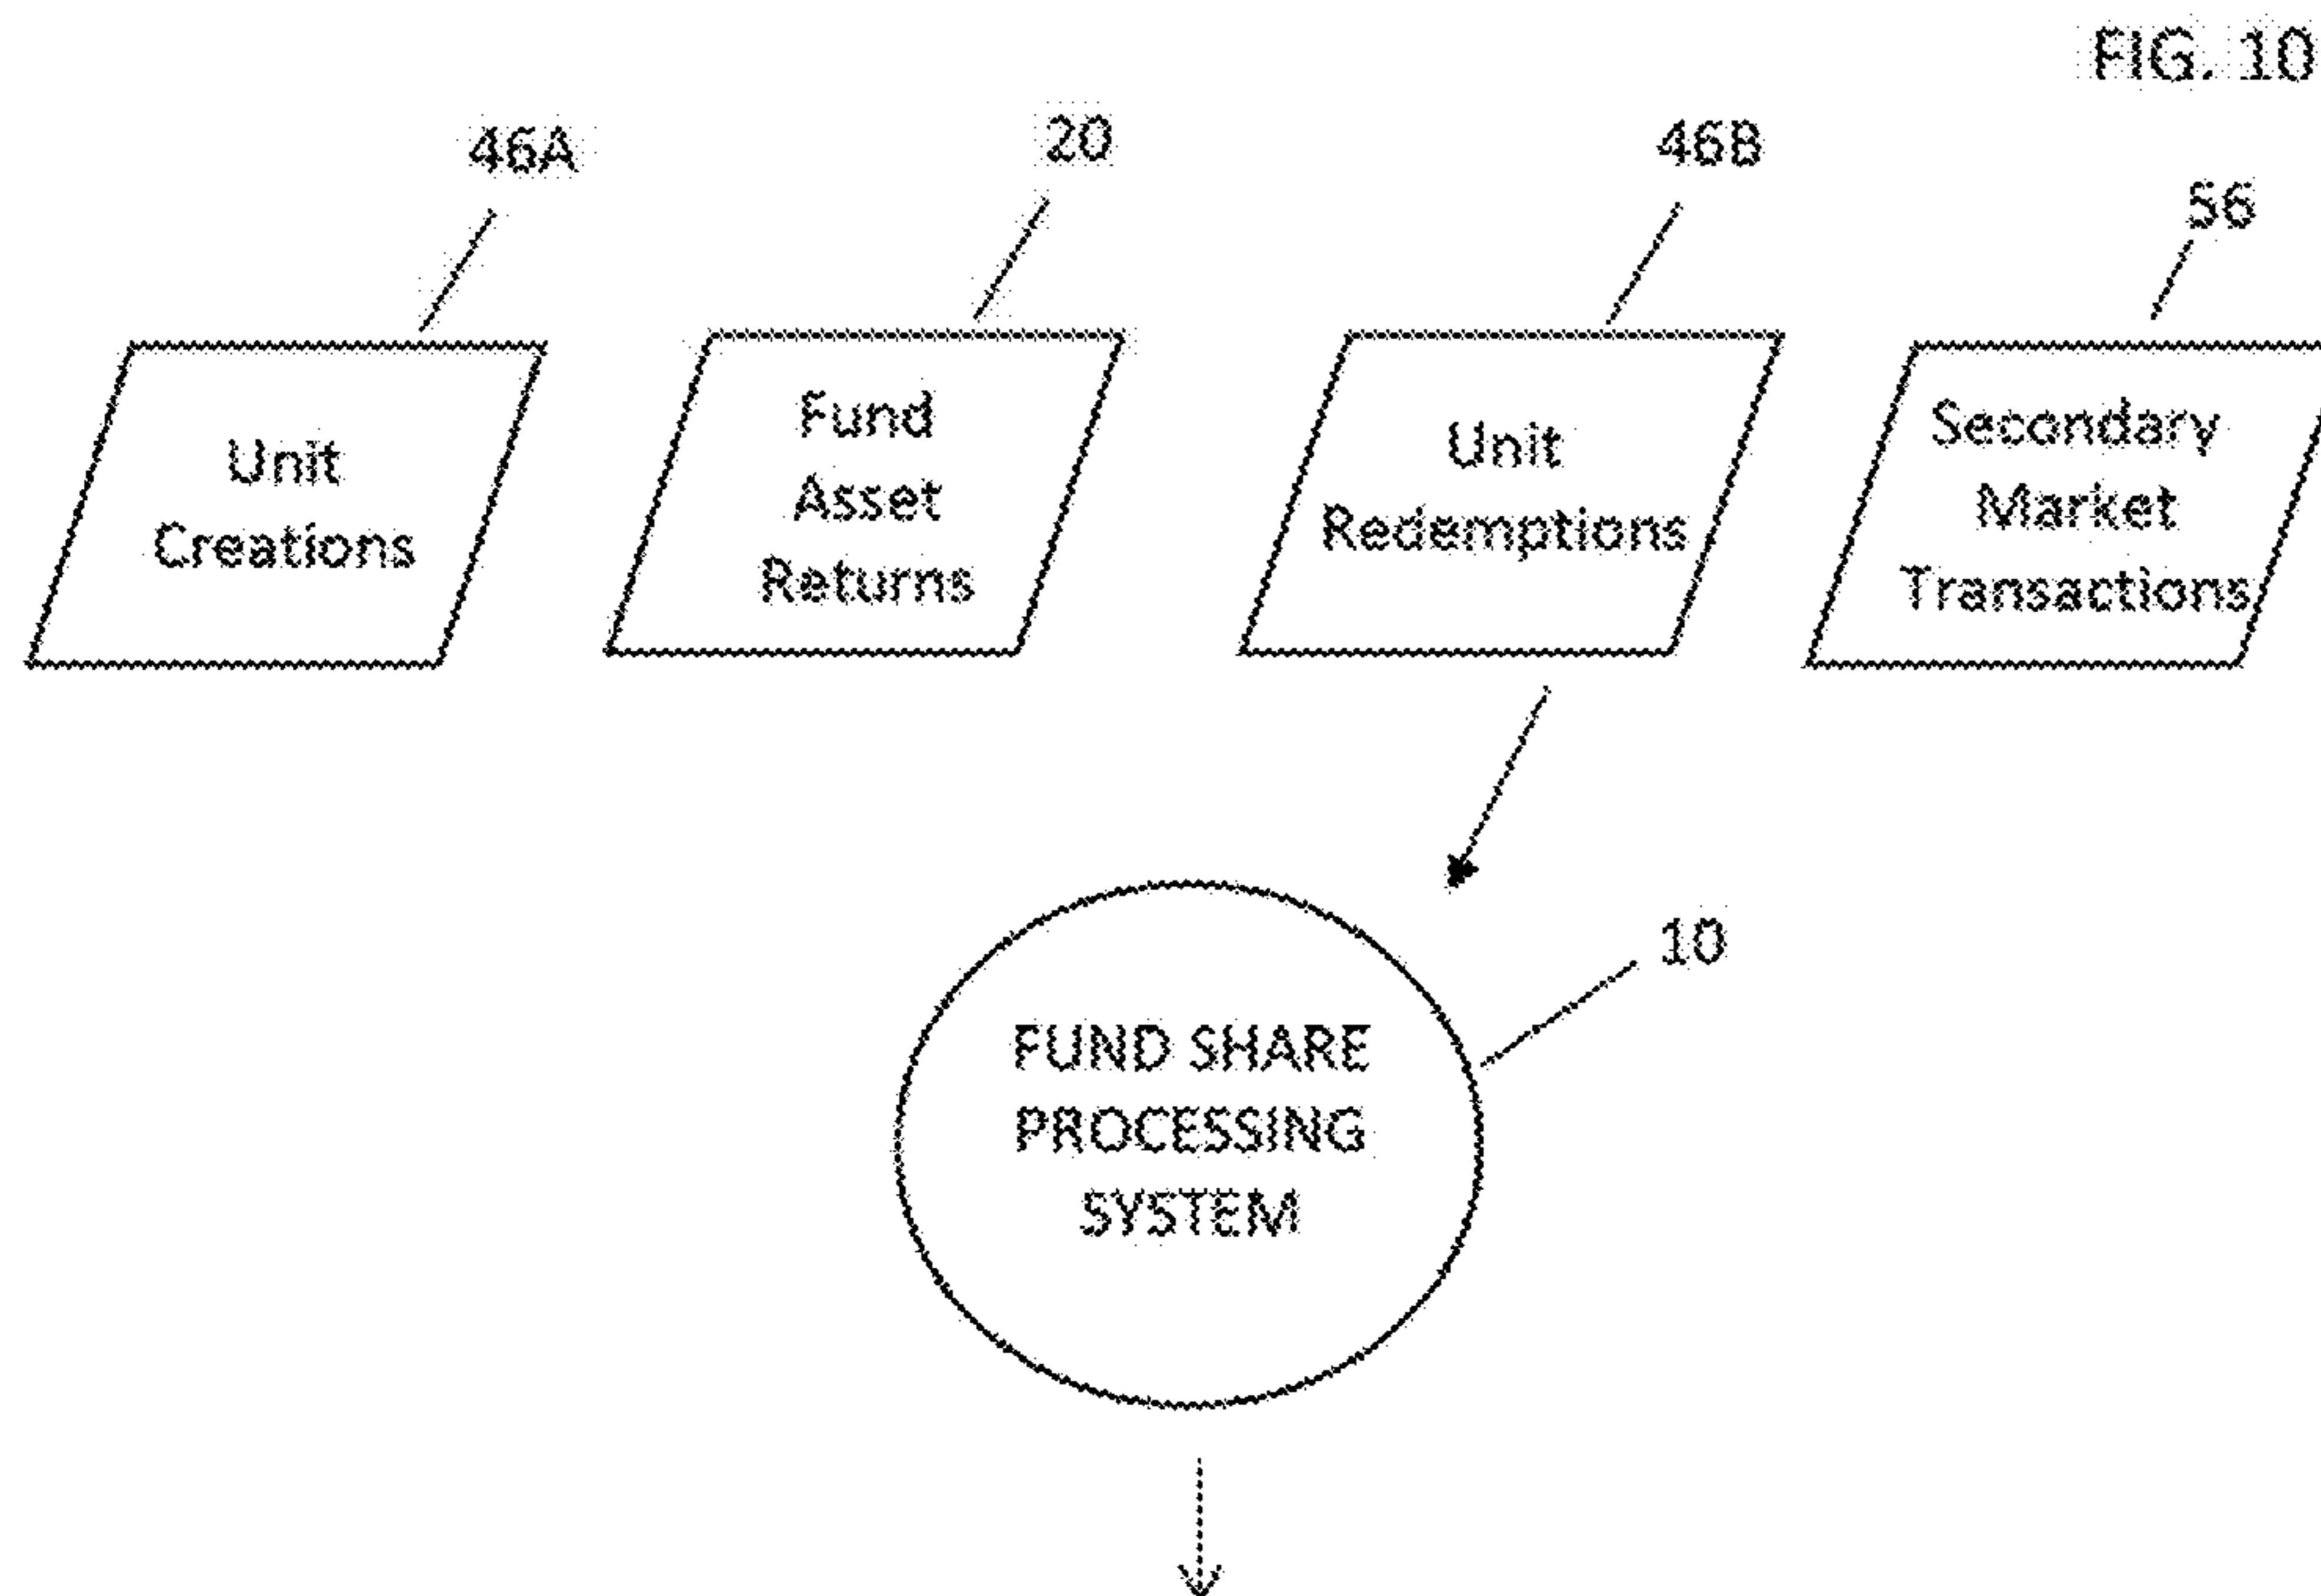 FIG. 10
46A
20
46B
56
Unit
Creations
Fund
Asset
Returns
Unit
Redemptions
Secondary
Market
Transactions
10
FUND SHARE
PROCESSING
SYSTEM